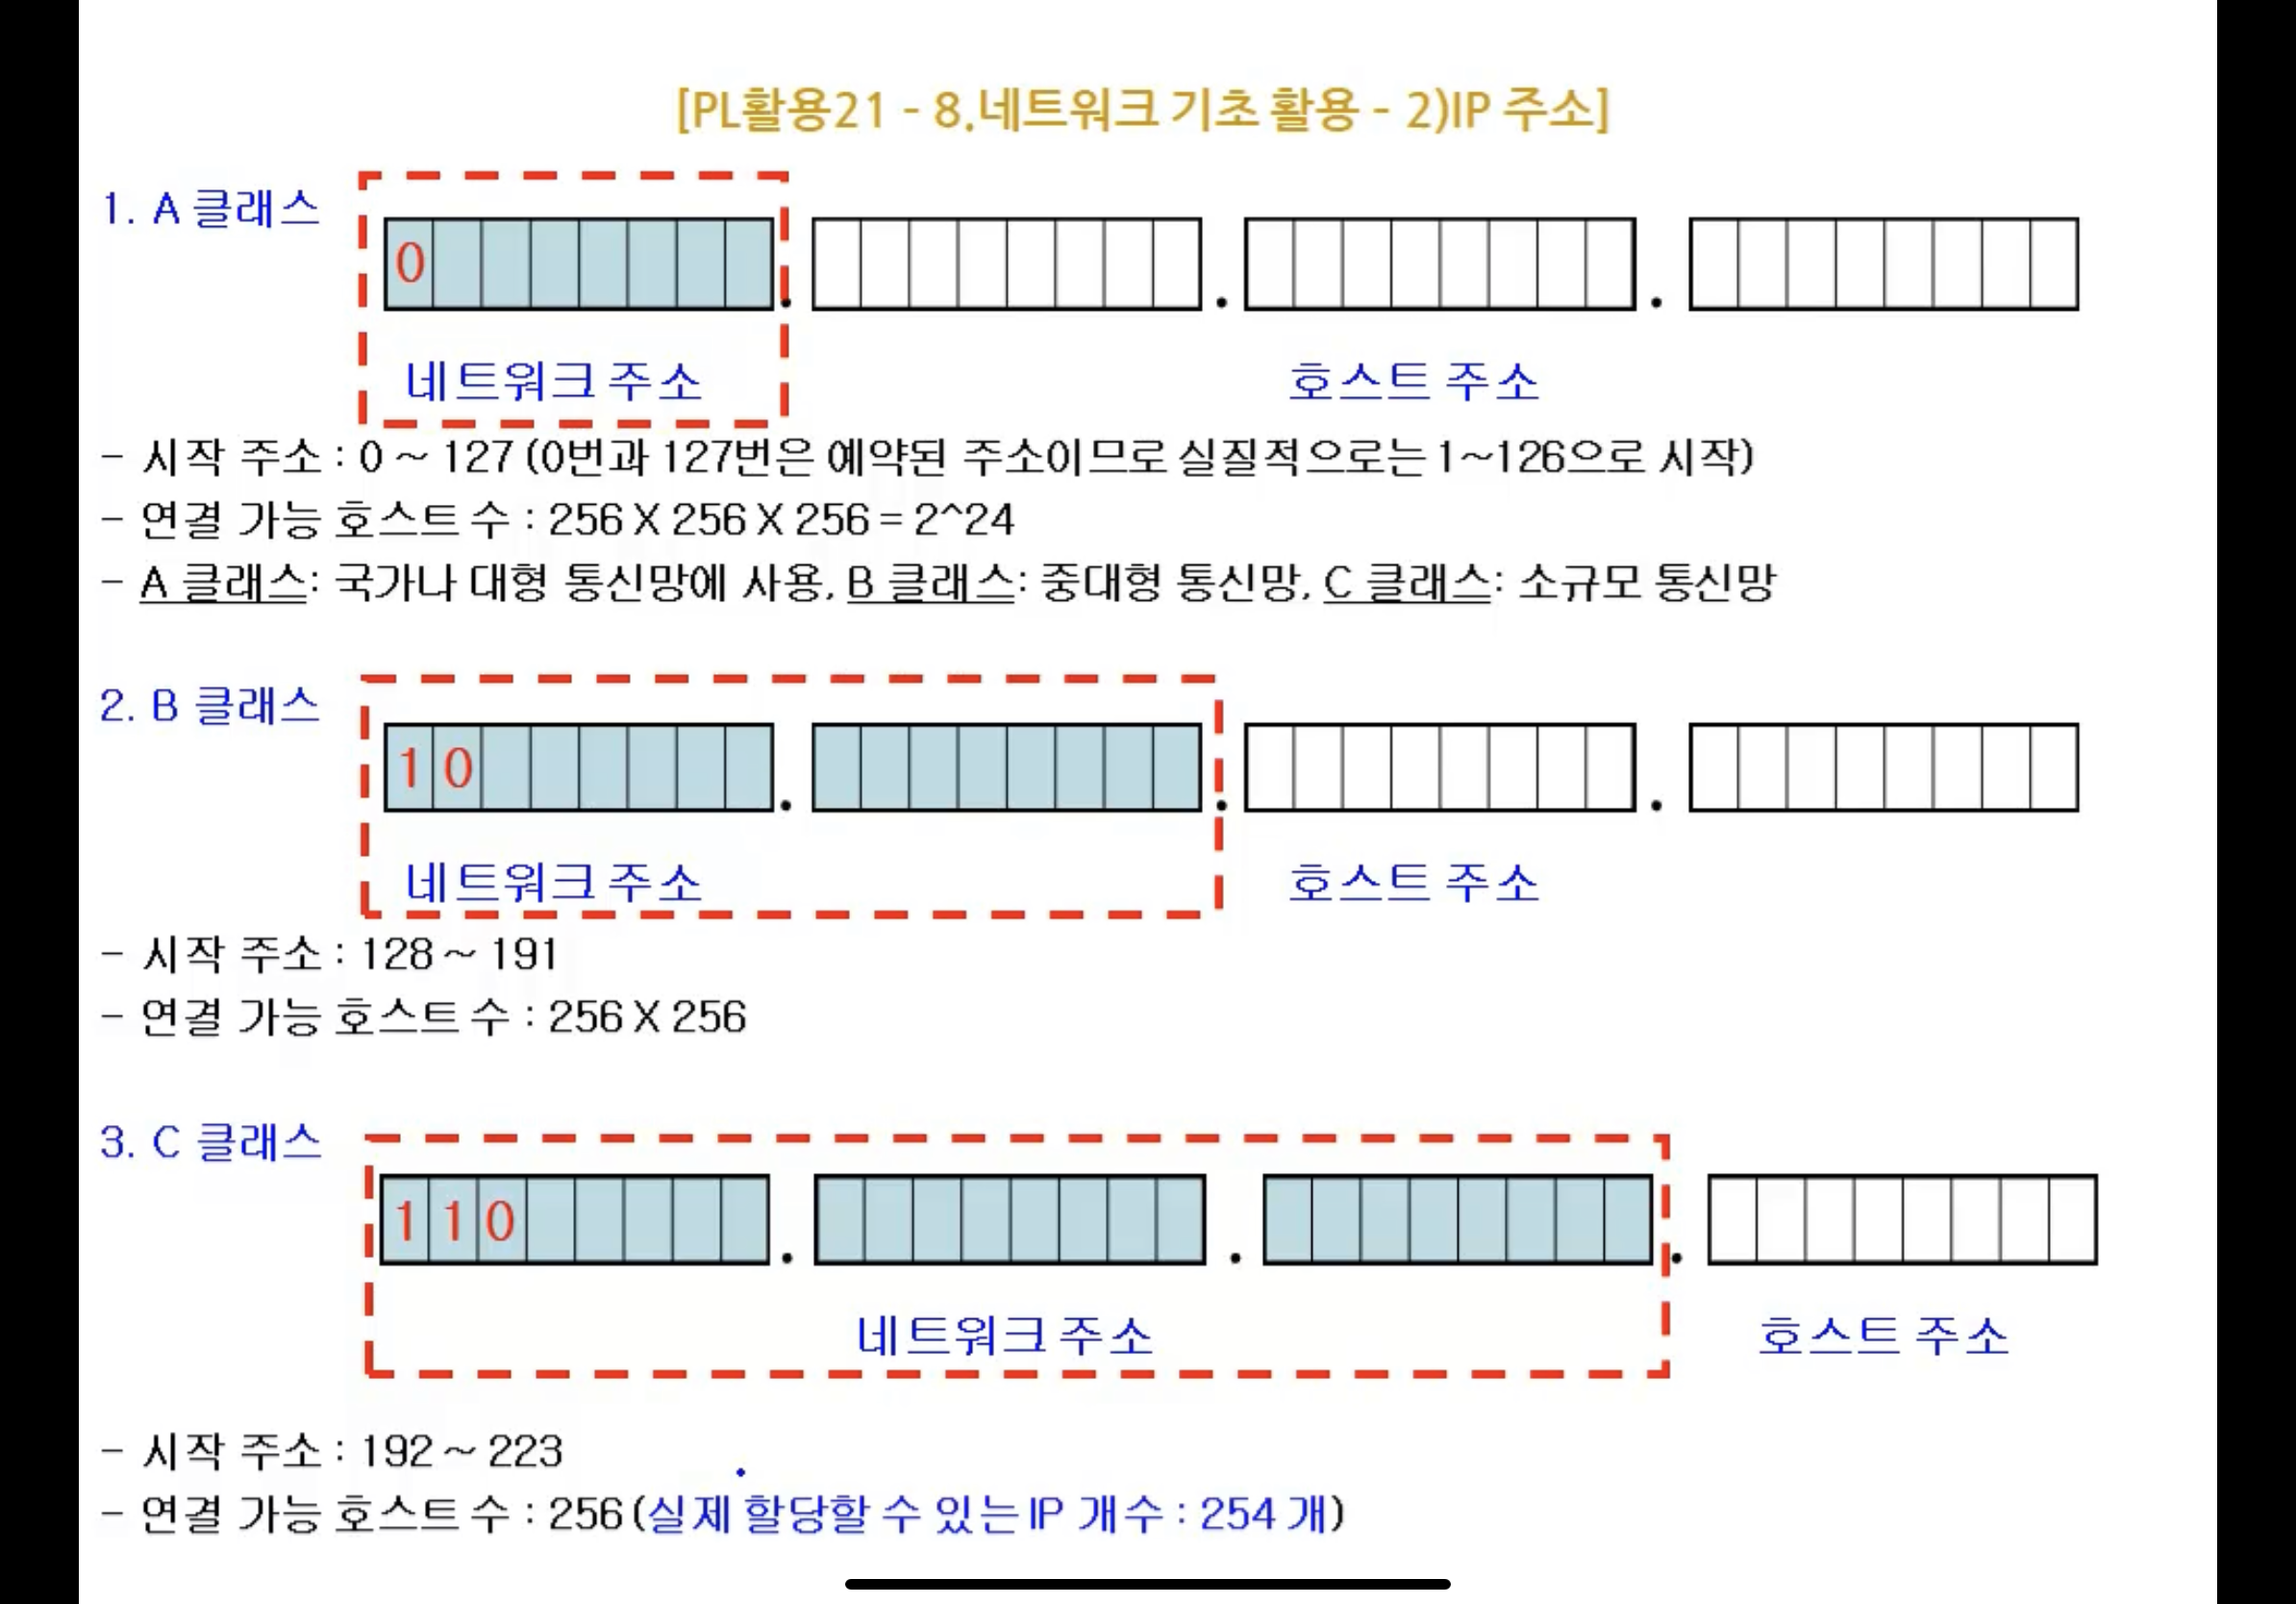 [PL활용21 - 8.네트워크 기초 활용 - 2)IP 주소]
1. A 클래스
0
. . .
네트워크 주소 호스트 주소
- 시작 주소 : 0 ~ 127 (0번과 127번은 예약된 주소이므로 실질적으로는 1~126으로 시작)
- 연결 가능 호스트 수 : 256 X 256 X 256 = 2^24
- A 클래스: 국가나 대형 통신망에 사용, B 클래스: 중대형 통신망, C 클래스: 소규모 통신망
2. B 클래스
1 0
. . .
네트워크 주소 호스트 주소
- 시작 주소 : 128 ~ 191
- 연결 가능 호스트 수 : 256 X 256
3. C 클래스
1 1 0
. . .
네트워크 주소 호스트 주소
- 시작 주소 : 192 ~ 223
- 연결 가능 호스트 수 : 256 (실제 할당할 수 있는 IP 개수 : 254 개)